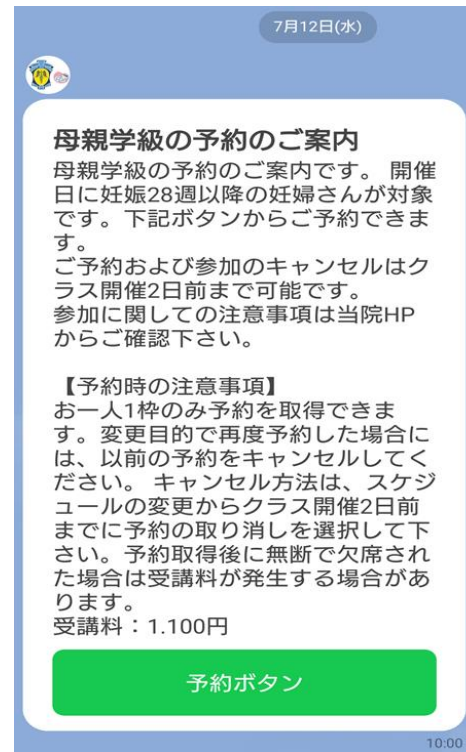 7月12日(水)
母親学級の予約のご案内
母親学級の予約のご案内です。 開催
日に妊娠28週以降の妊婦さんが対象
です。下記ボタンからご予約できま
す。
ご予約および参加のキャンセルはク
ラス開催2日前まで可能です。
参加に関しての注意事項は当院HP
からご確認下さい。
【予約時の注意事項】
お一人1枠のみ予約を取得できま
す。変更目的で再度予約した場合に
は、以前の予約をキャンセルしてく
ださい。 キャンセル方法は、スケジ
ュールの変更からクラス開催2日前
までに予約の取り消しを選択して下
さい。予約取得後に無断で欠席され
た場合は受講料が発生する場合があ
ります。
受講料：1.100円
予約ボタン
10:00